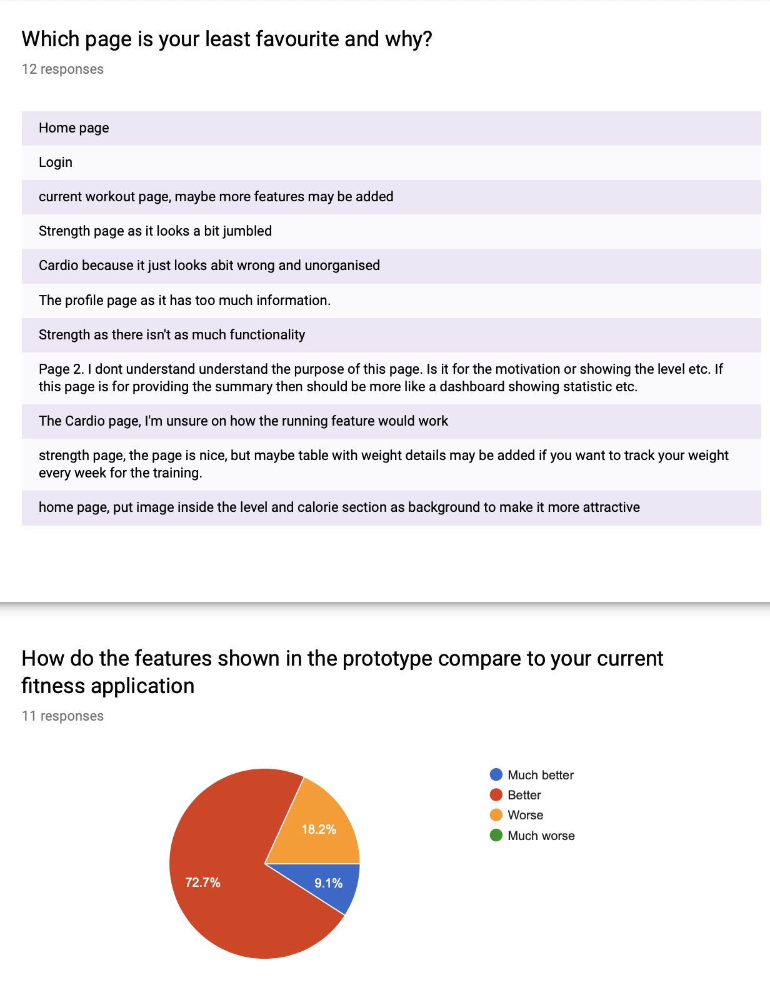 Which page is your least favourite and why?
12 responses
Home page
Login
current workout page, maybe more features may be added
Strength page as it looks a bit jumbled
Cardio because it just looks abit wrong and unorganised
The profile page as it has too much information.
Strength as there isn't as much functionality
Page 2. I dont understand understand the purpose of this page. Is it for the motivation or showing the level etc. If
this page is for providing the summary then should be more like a dashboard showing statistic etc.
The Cardio page, I'm unsure on how the running feature would work
strength page, the page is nice, but maybe table with weight details may be added if you want to track your weight
every week for the training.
home page, put image inside the level and calorie section as background to make it more attractive
How do the features shown in the prototype compare to your current
fitness application
11 responses
Much better
Better
Worse
Much worse
18.2%
72.7%
9.1%